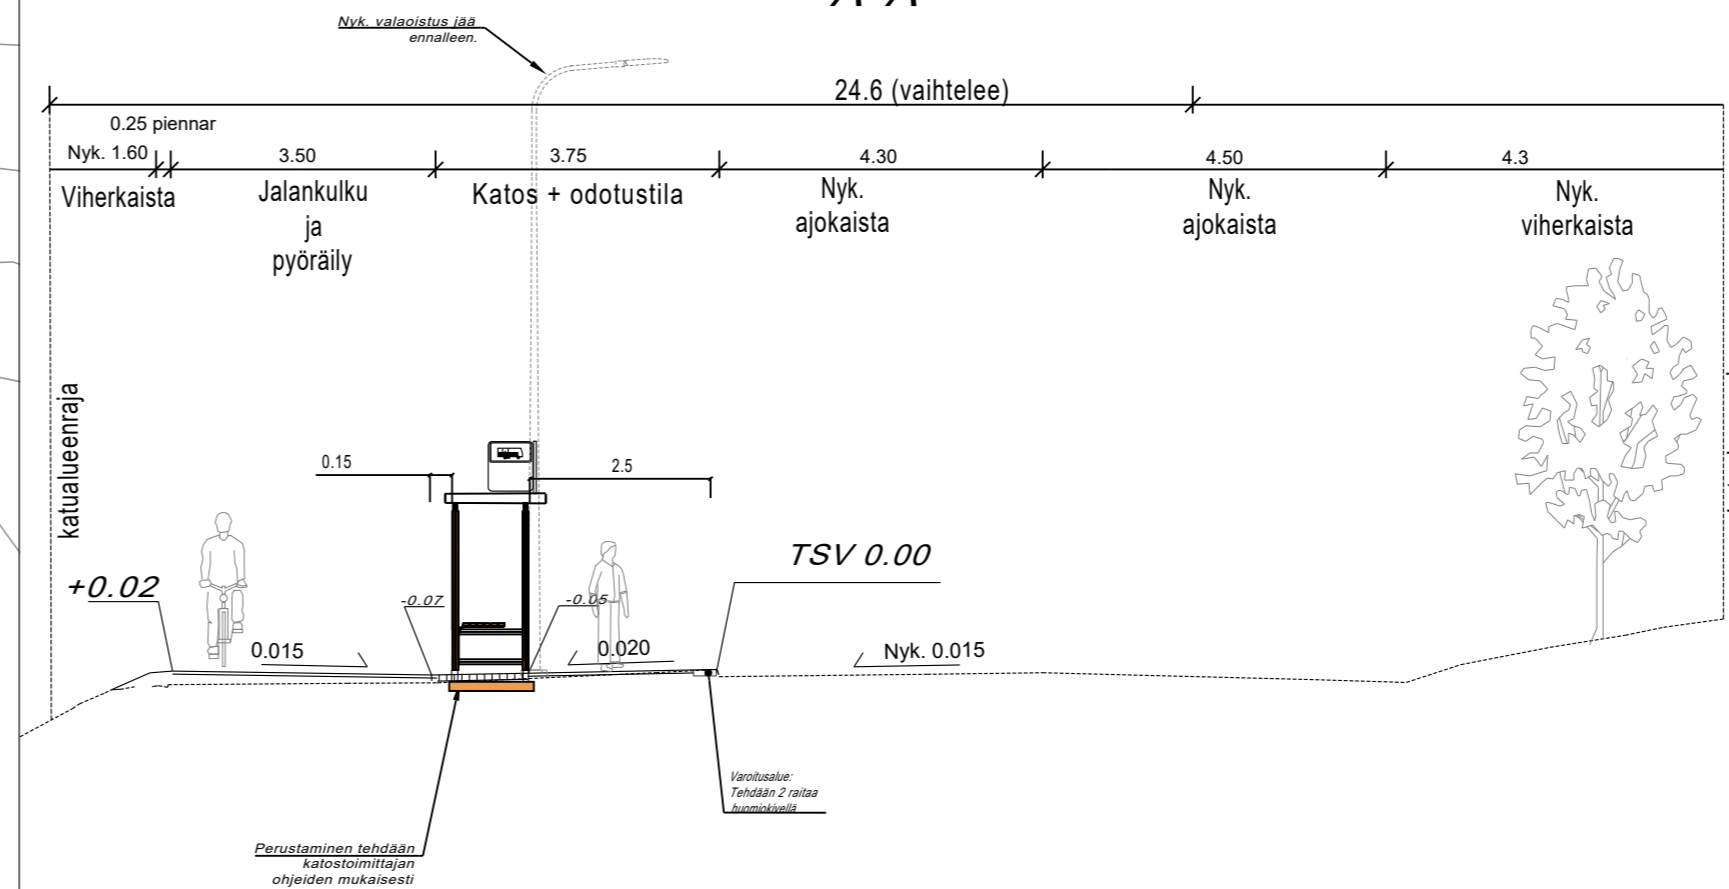 Nyk. valaoistus jää
ennalleen.
24.6 (vaihtelee)
0.25 piennar
Nyk. 1.60
3.50
3.75
4.30
4.50
4.3
Viherkaista
Jalankulku
ja
pyöräily
Katos + odotustila
Nyk.
ajokaista
Nyk.
ajokaista
Nyk.
viherkaista
katualueenraja
0.15
2.5
+0.02
-0.07
-0.05
TSV 0.00
0.015
0.020
Nyk. 0.015
Varoitusalue:
Tehdään 2 raitaa
huomiokivellä
Perustaminen tehdään
katostoimittajan
ohjeiden mukaisesti